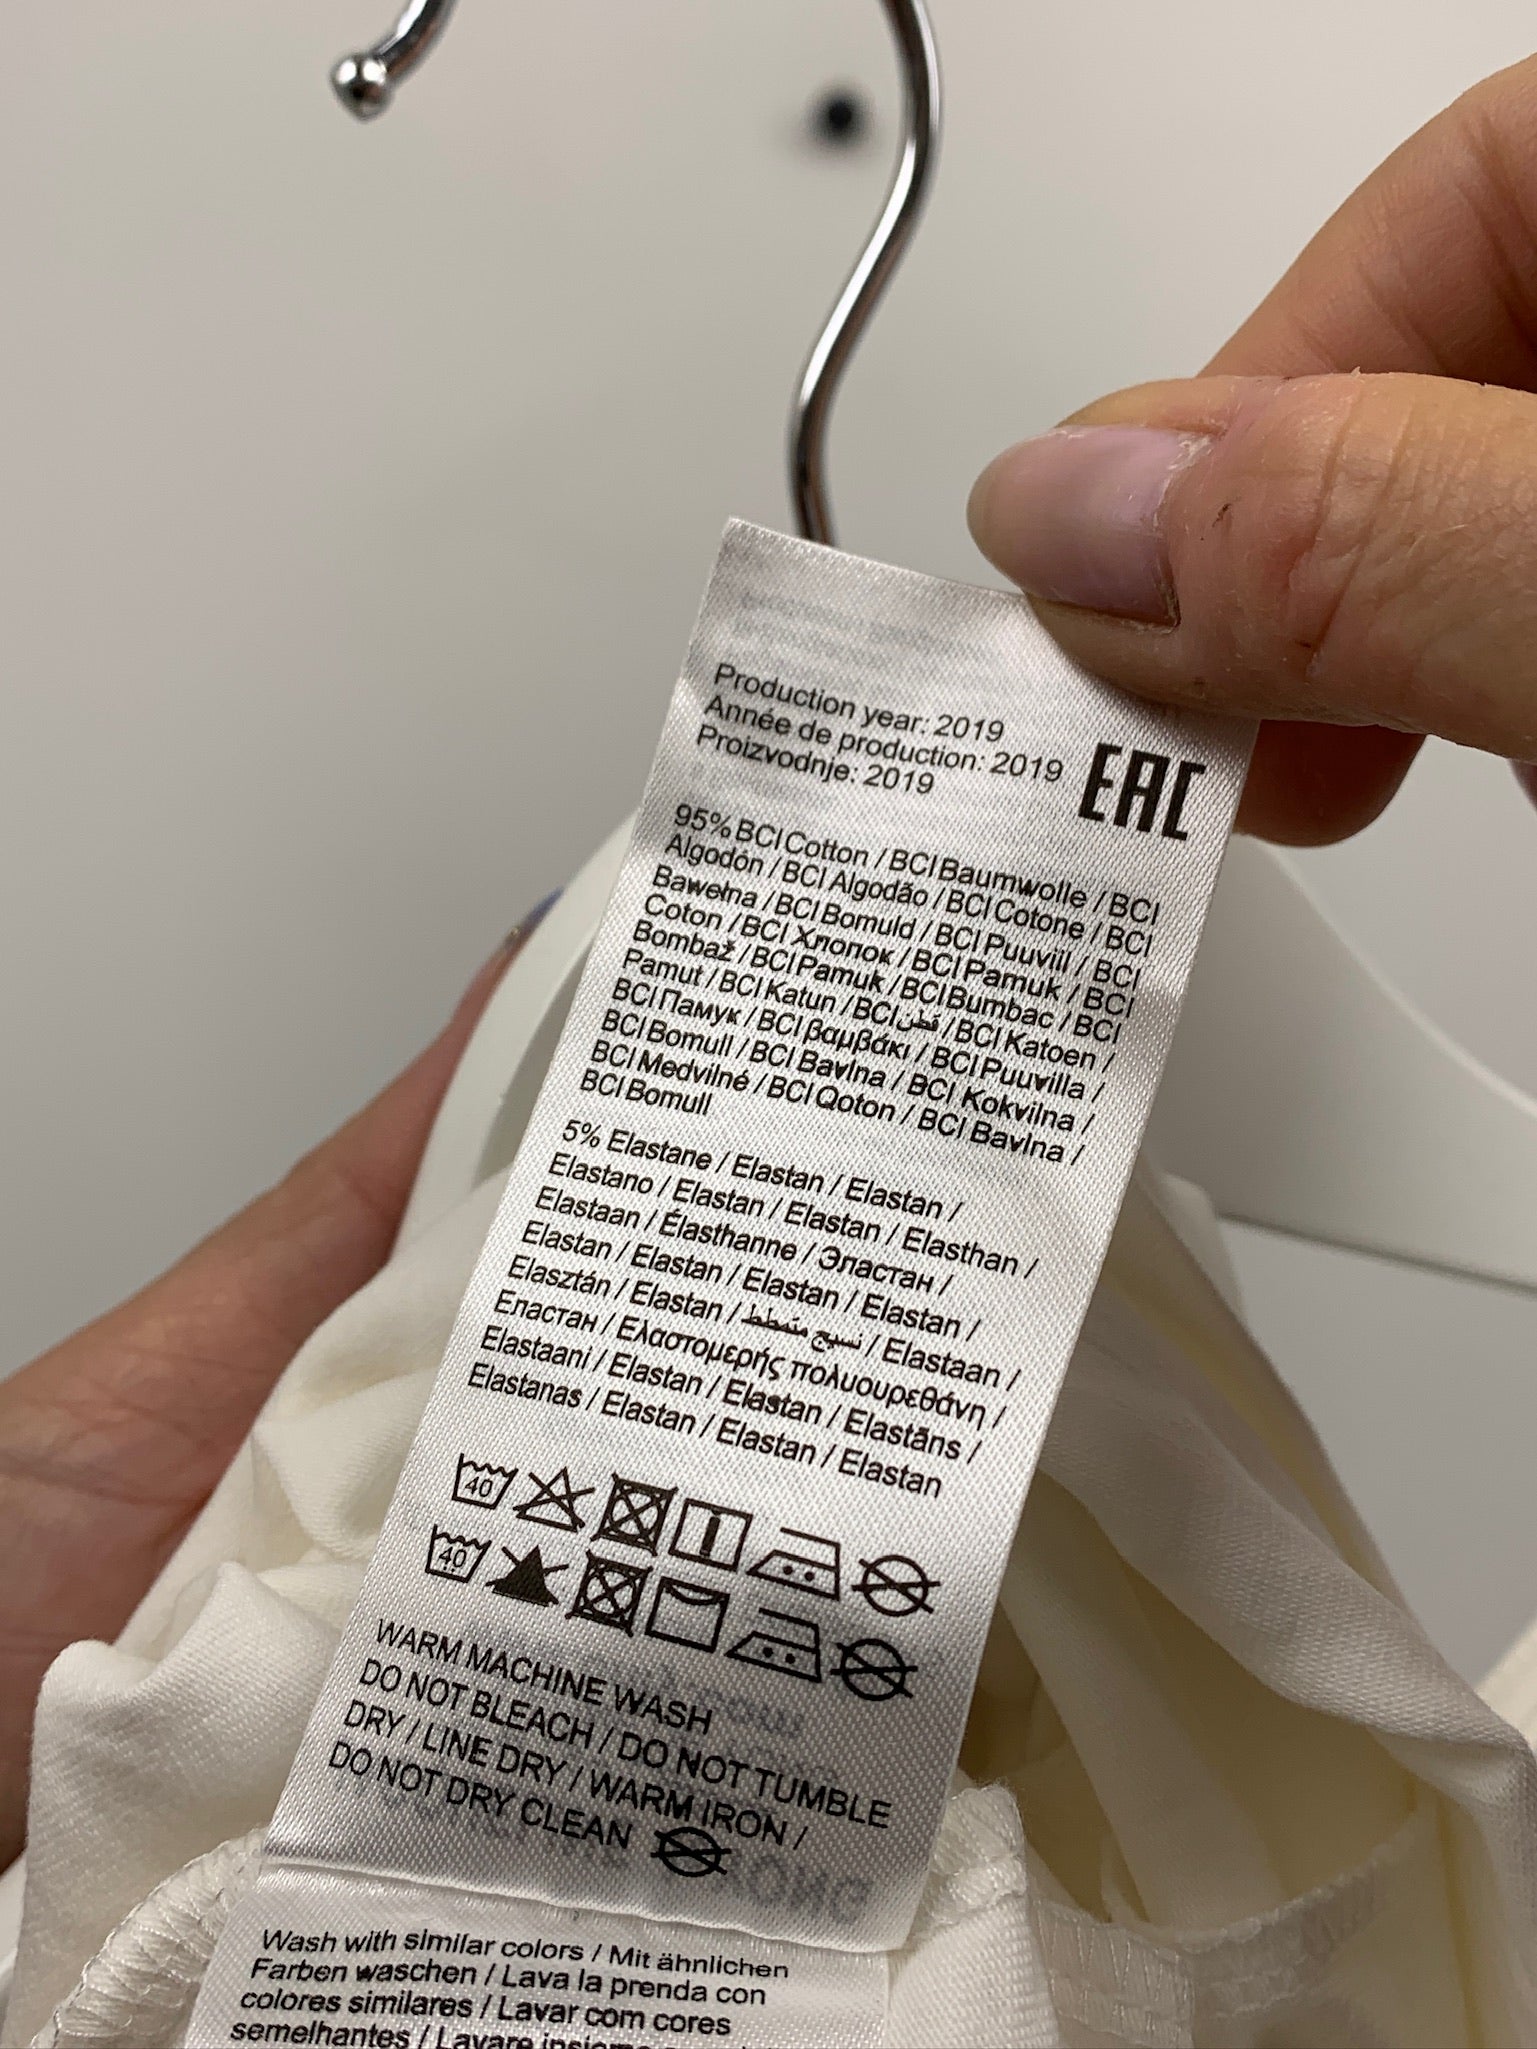 Production year: 2019
Année de production: 2019
Proizvodnje: 2019
EAC
95% BCI Cotton / BCI Baumwolle / BCI
Algodón / BCI Algodão / BCI Cotone / BCI
Bawełna / BCI Bomuld / BCI Puuvill / BCI
Coton / BCI Хлопок / BCI Pamuk / BCI
Bombaž / BCI Pamuk / BCI Bumbac / BCI
Pamut / BCI Katun / BCI قطن / BCI Katoen /
BCI Памук / BCI βαμβάκι / BCI Puuvilla /
BCI Bomull / BCI Bavlna / BCI Kokvilna /
BCI Medvilné / BCI Qoton / BCI Bavlna /
BCI Bomull
5% Elastane / Elastan / Elastan /
Elastano / Elastan / Elastan / Elasthan /
Elastaan / Élasthanne / Эластан /
Elastan / Elastan / Elastan / Elastan /
Elasztán / Elastan / نسيج متمطط / Elastaan /
Еластан / Ελαστομερής πολυουρεθάνη /
Elastaani / Elastan / Elastan / Elastāns /
Elastanas / Elastan / Elastan / Elastan
40
40
WARM MACHINE WASH
DO NOT BLEACH / DO NOT TUMBLE
DRY / LINE DRY / WARM IRON /
DO NOT DRY CLEAN
Wash with similar colors / Mit ähnlichen
Farben waschen / Lava la prenda con
colores similares / Lavar com cores
semelhantes / Lavare insieme